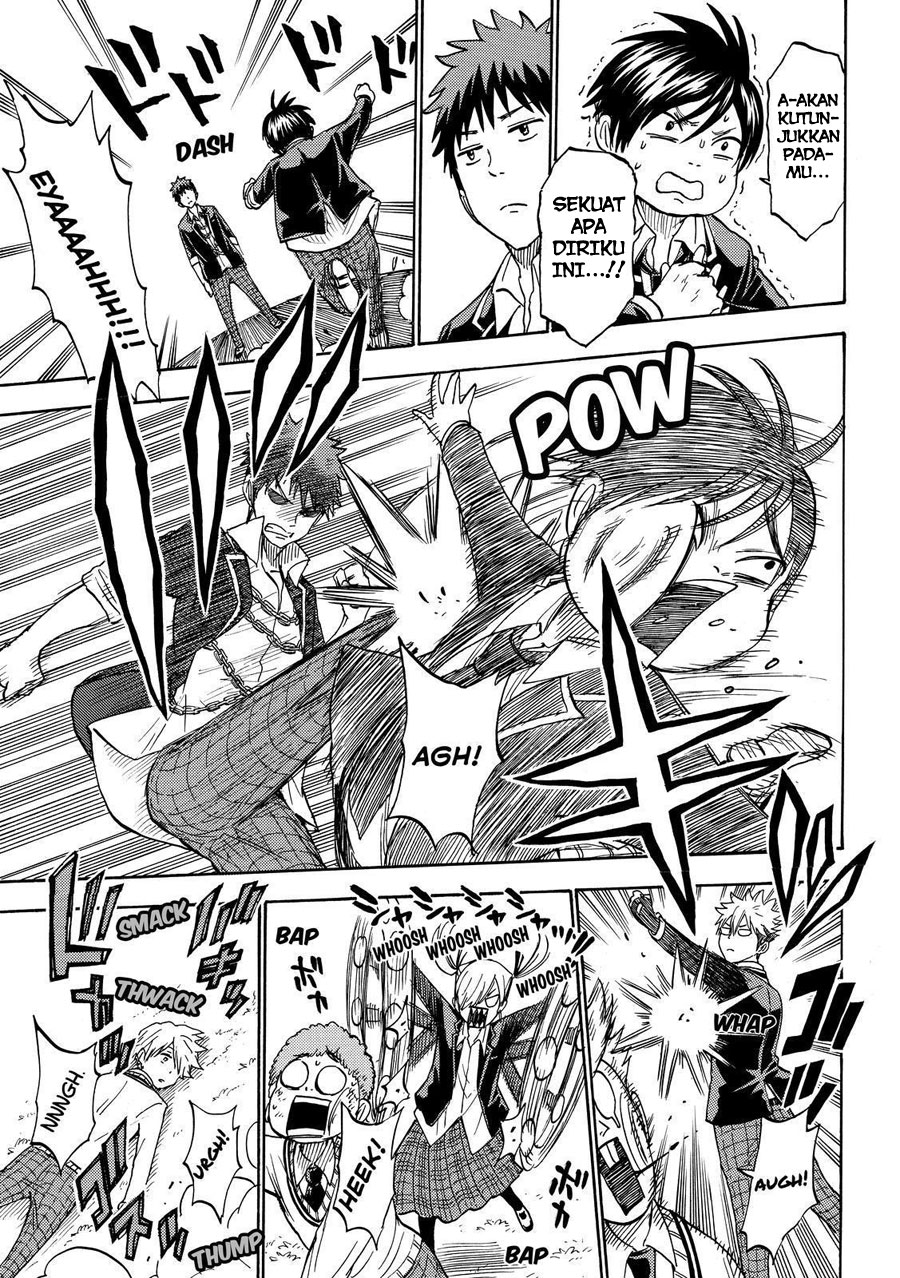 A-AKAN
KUTUN-
JUKKAN
PADA-
MU...
SEKUAT
APA
DIRIKU
INI...!!
ドドドド
DASH
EYAAAAHHH!!!
POW
AGH!
WHAP
AUGH!
WHOOSH
WHOOSH
WHOOSH
WHOOSH
BAP
HEEK!
BAP
SMACK
THWACK
NNNGH.
URGH!
THUMP